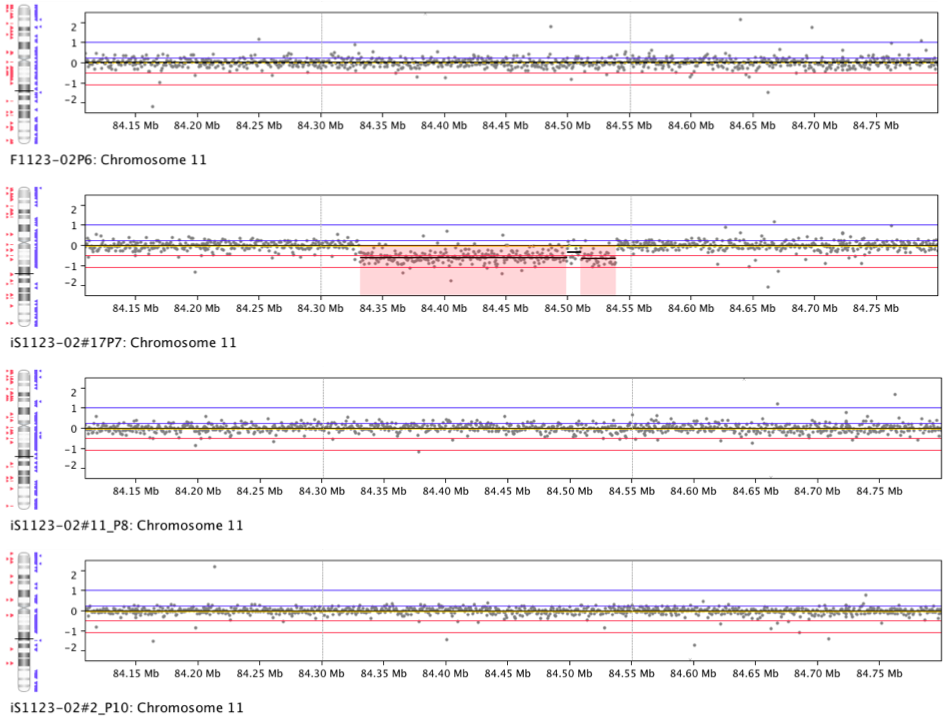 2
1
0
−1
−2
84.15 Mb 84.20 Mb 84.25 Mb 84.30 Mb 84.35 Mb 84.40 Mb 84.45 Mb 84.50 Mb 84.55 Mb 84.60 Mb 84.65 Mb 84.70 Mb 84.75 Mb
F1123-02P6: Chromosome 11
2
1
0
−1
−2
84.15 Mb 84.20 Mb 84.25 Mb 84.30 Mb 84.35 Mb 84.40 Mb 84.45 Mb 84.50 Mb 84.55 Mb 84.60 Mb 84.65 Mb 84.70 Mb 84.75 Mb
iS1123-02#17P7: Chromosome 11
2
1
0
−1
−2
84.15 Mb 84.20 Mb 84.25 Mb 84.30 Mb 84.35 Mb 84.40 Mb 84.45 Mb 84.50 Mb 84.55 Mb 84.60 Mb 84.65 Mb 84.70 Mb 84.75 Mb
iS1123-02#11_P8: Chromosome 11
2
1
0
−1
−2
84.15 Mb 84.20 Mb 84.25 Mb 84.30 Mb 84.35 Mb 84.40 Mb 84.45 Mb 84.50 Mb 84.55 Mb 84.60 Mb 84.65 Mb 84.70 Mb 84.75 Mb
iS1123-02#2_P10: Chromosome 11